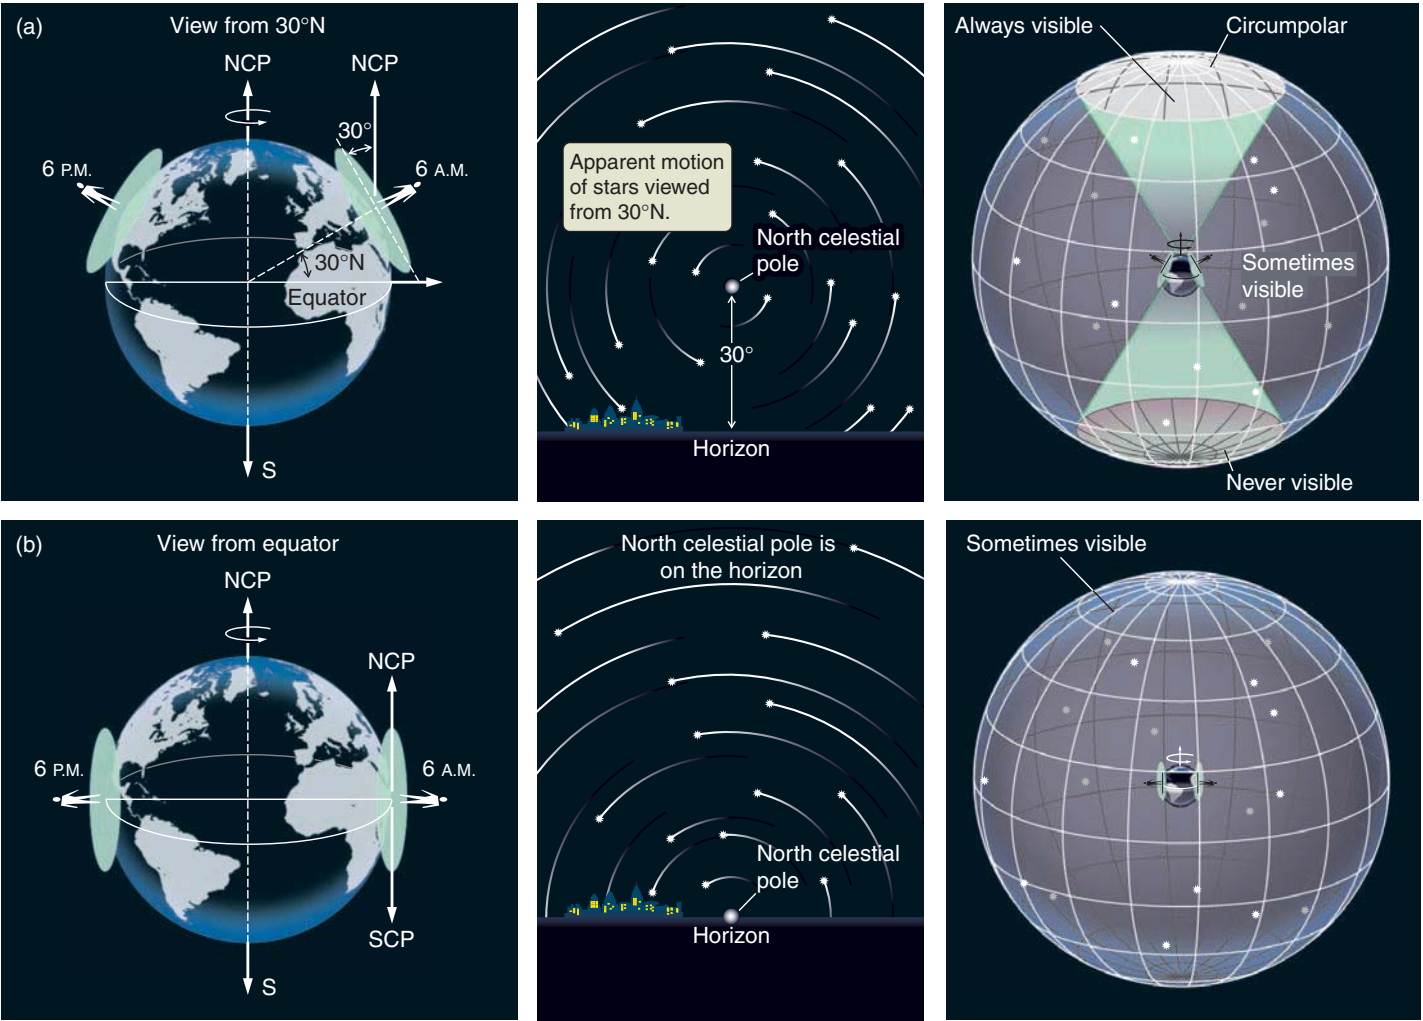 (a)
View from 30°N
NCP
NCP
30°
6 P.M.
6 A.M.
30°N
Equator
S
Apparent motion
of stars viewed
from 30°N.
North celestial
pole
30°
Horizon
Always visible
Circumpolar
Sometimes
visible
Never visible
(b)
View from equator
NCP
NCP
6 P.M.
6 A.M.
SCP
S
North celestial pole is
on the horizon
North celestial
pole
Horizon
Sometimes visible